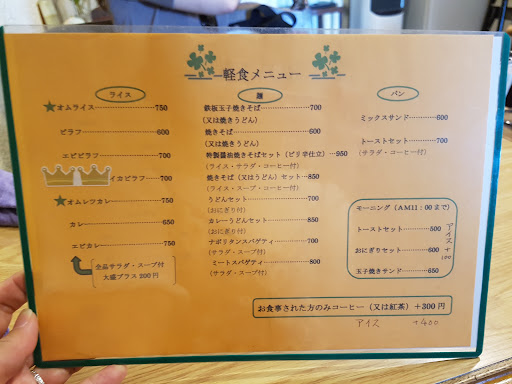 軽食メニュー
ライス
★オムライス 750
ピラフ 600
エビピラフ 700
イカピラフ 700
★オムレツカレー 750
カレー 650
エビカレー 750
全品サラダ・スープ付
大盛プラス200円
麺
鉄板玉子焼きそば 700
(又は焼きうどん)
焼きそば 600
(又は焼うどん)
特製醤油焼きそばセット(ピリ辛仕立) 950
(ライス・サラダ・コーヒー付)
焼きそば(又はうどん)セット 850
(ライス・スープ・コーヒー付)
うどんセット 700
(おにぎり付)
カレーうどんセット 850
(おにぎり付)
ナポリタンスパゲティ 700
(サラダ・スープ付)
ミートスパゲティ 800
(サラダ・スープ付)
パン
ミックスサンド 600
トーストセット 700
(サラダ・コーヒー付)
モーニング(AM11:00まで)
トーストセット 500
おにぎりセット 600
玉子焼きサンド 650
アイス+100
お食事された方のみコーヒー(又は紅茶)+300円
アイス +400